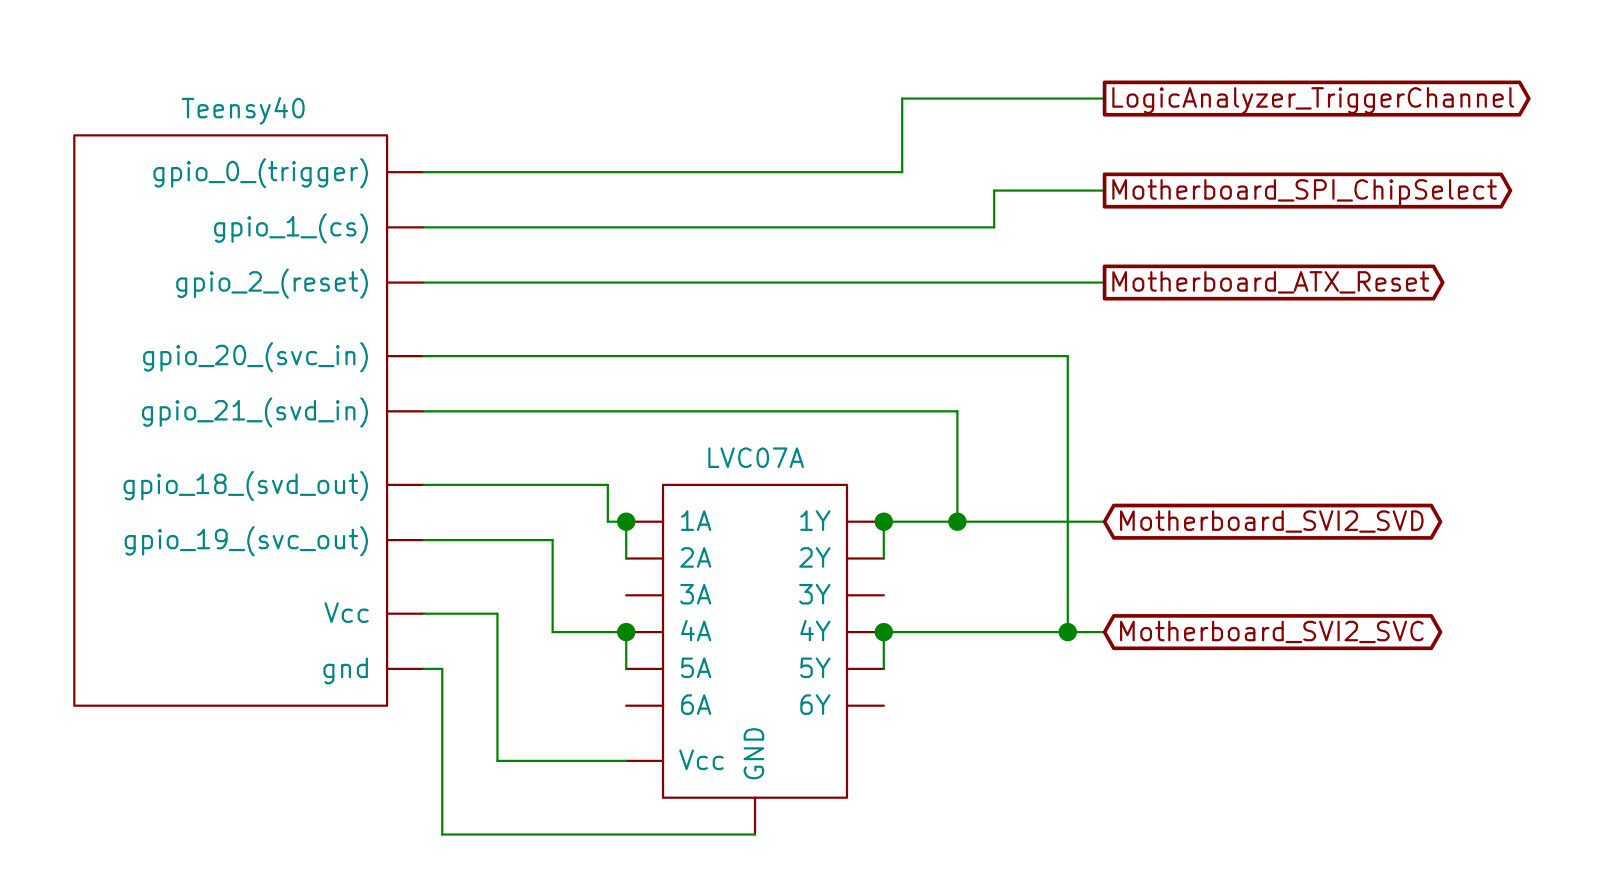 Teensy40
gpio_0_(trigger)
gpio_1_(cs)
gpio_2_(reset)
gpio_20_(svc_in)
gpio_21_(svd_in)
gpio_18_(svd_out)
gpio_19_(svc_out)
Vcc
gnd
LVC07A
1A
2A
3A
4A
5A
6A
Vcc
GND
1Y
2Y
3Y
4Y
5Y
6Y
LogicAnalyzer_TriggerChannel
Motherboard_SPI_ChipSelect
Motherboard_ATX_Reset
Motherboard_SVI2_SVD
Motherboard_SVI2_SVC